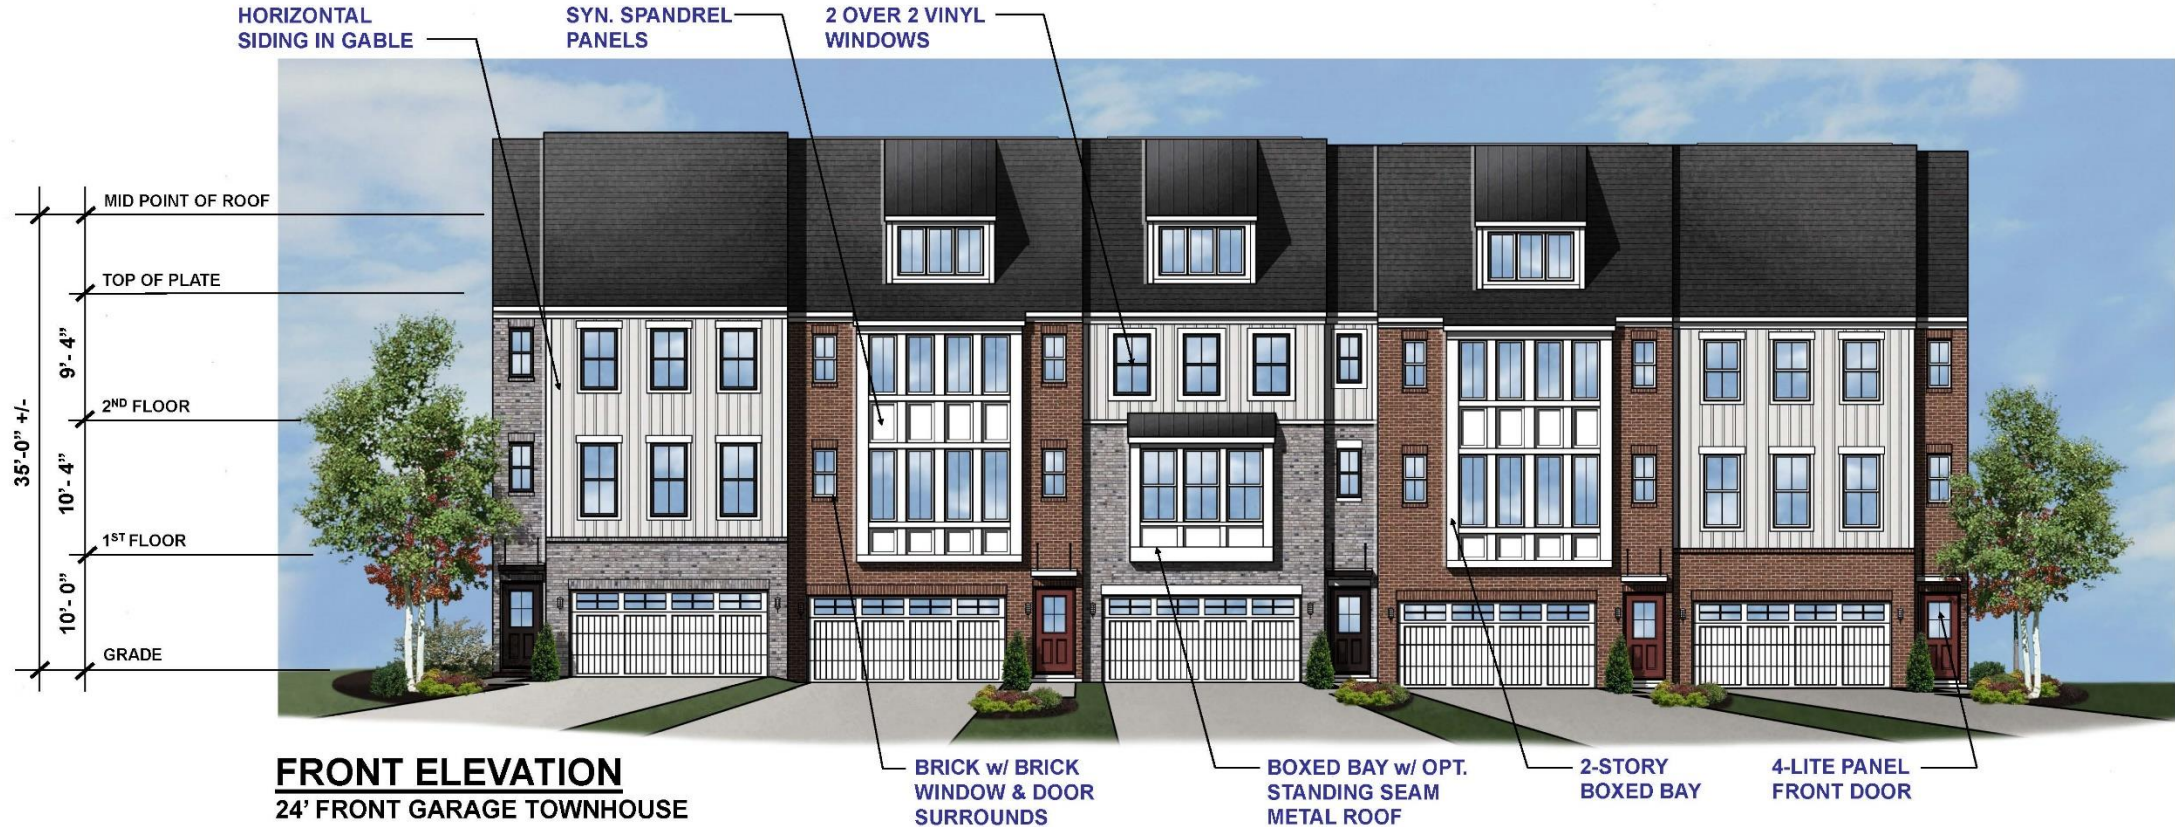 HORIZONTAL
SIDING IN GABLE
SYN. SPANDREL
PANELS
2 OVER 2 VINYL
WINDOWS
MID POINT OF ROOF
TOP OF PLATE
9'- 4"
2ND FLOOR
35'-0" +/-
10'- 4"
1ST FLOOR
10'- 0"
GRADE
FRONT ELEVATION
24' FRONT GARAGE TOWNHOUSE
BRICK w/ BRICK
WINDOW & DOOR
SURROUNDS
BOXED BAY w/ OPT.
STANDING SEAM
METAL ROOF
2-STORY
BOXED BAY
4-LITE PANEL
FRONT DOOR